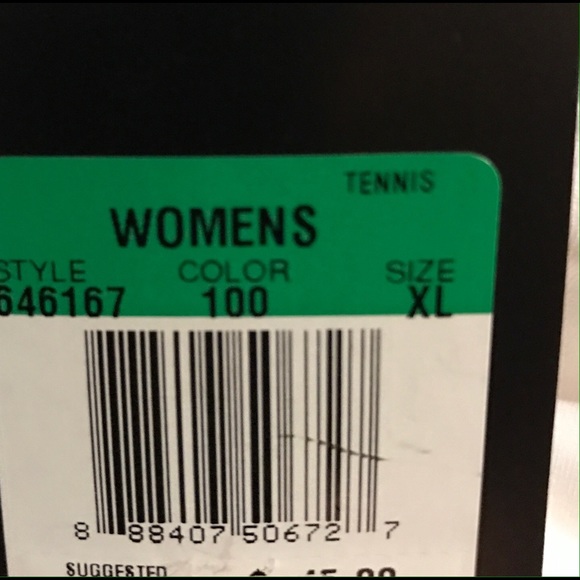 TENNIS
WOMENS
STYLE COLOR SIZE
646167 100 XL
8 88407 50672 7
SUGGESTED